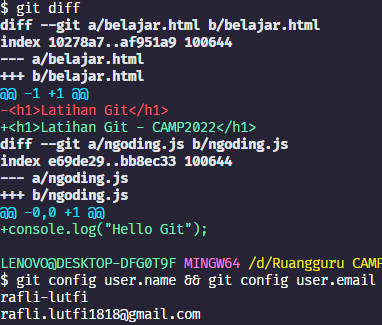 $ git diff
diff --git a/belajar.html b/belajar.html
index 10278a7..af951a9 100644
--- a/belajar.html
+++ b/belajar.html
@@ -1 +1 @@
-<h1>Latihan Git</h1>
+<h1>Latihan Git - CAMP2022</h1>
diff --git a/ngoding.js b/ngoding.js
index e69de29..bb8ec33 100644
--- a/ngoding.js
+++ b/ngoding.js
@@ -0,0 +1 @@
+console.log("Hello Git");
LENOVO@DESKTOP-DFG0T9F MINGW64 /d/Ruangguru CAMP
$ git config user.name && git config user.email
rafli-lutfi
rafli.lutfi1818@gmail.com